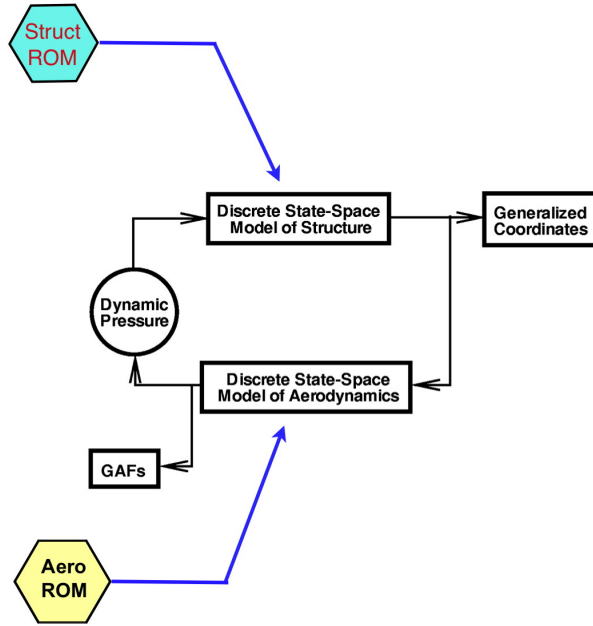 Struct
ROM
Discrete State-Space
Model of Structure
Generalized
Coordinates
Dynamic
Pressure
Discrete State-Space
Model of Aerodynamics
GAFs
Aero
ROM